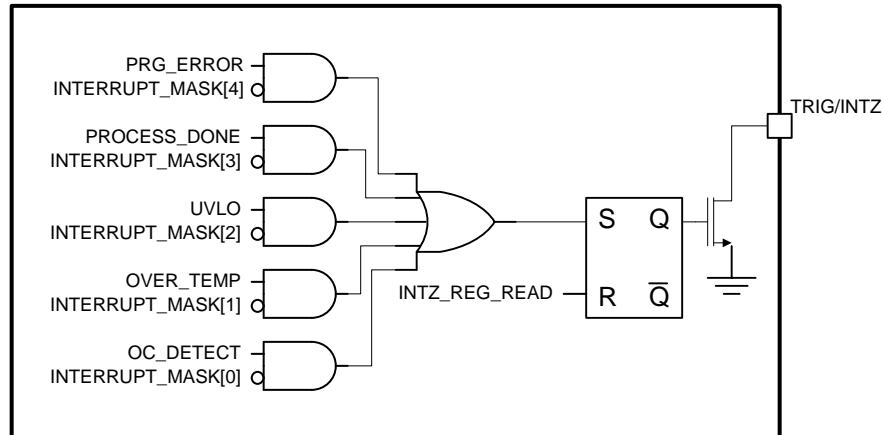 PRG_ERROR
INTERRUPT_MASK[4]
TRIG/INTZ
PROCESS_DONE
INTERRUPT_MASK[3]
UVLO
INTERRUPT_MASK[2]
S Q
OVER_TEMP
INTERRUPT_MASK[1]
INTZ_REG_READ
R Q̅
OC_DETECT
INTERRUPT_MASK[0]